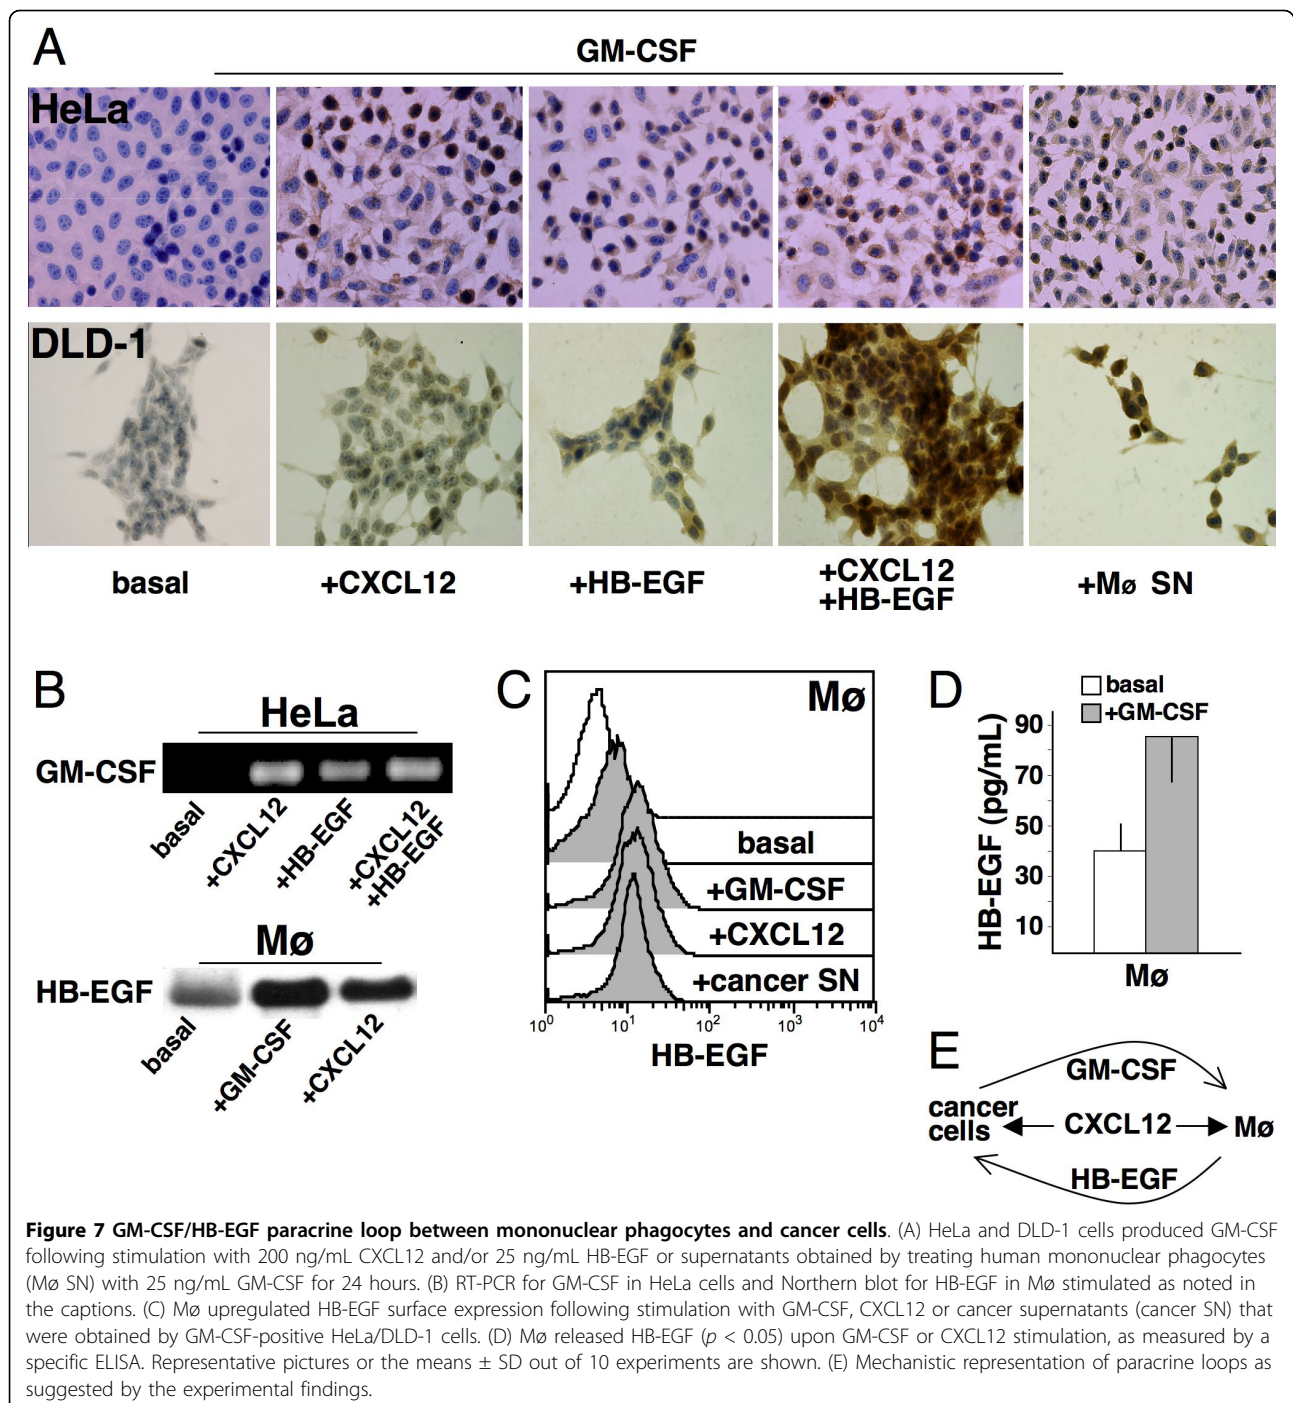 A
GM-CSF
HeLa
DLD-1
basal
+CXCL12
+HB-EGF
+CXCL12
+HB-EGF
+Mø SN
B
HeLa
GM-CSF
basal
+CXCL12
+HB-EGF
+CXCL12
+HB-EGF
Mø
HB-EGF
basal
+GM-CSF
+CXCL12
C
Mø
basal
+GM-CSF
+CXCL12
+cancer SN
10⁰ 10¹ 10² 10³ 10⁴
HB-EGF
D
basal
+GM-CSF
HB-EGF (pg/mL)
90
70
50
30
10
Mø
E
GM-CSF
cancer
cells
CXCL12
Mø
HB-EGF
Figure 7 GM-CSF/HB-EGF paracrine loop between mononuclear phagocytes and cancer cells. (A) HeLa and DLD-1 cells produced GM-CSF
following stimulation with 200 ng/mL CXCL12 and/or 25 ng/mL HB-EGF or supernatants obtained by treating human mononuclear phagocytes
(Mø SN) with 25 ng/mL GM-CSF for 24 hours. (B) RT-PCR for GM-CSF in HeLa cells and Northern blot for HB-EGF in Mø stimulated as noted in
the captions. (C) Mø upregulated HB-EGF surface expression following stimulation with GM-CSF, CXCL12 or cancer supernatants (cancer SN) that
were obtained by GM-CSF-positive HeLa/DLD-1 cells. (D) Mø released HB-EGF (p < 0.05) upon GM-CSF or CXCL12 stimulation, as measured by a
specific ELISA. Representative pictures or the means ± SD out of 10 experiments are shown. (E) Mechanistic representation of paracrine loops as
suggested by the experimental findings.